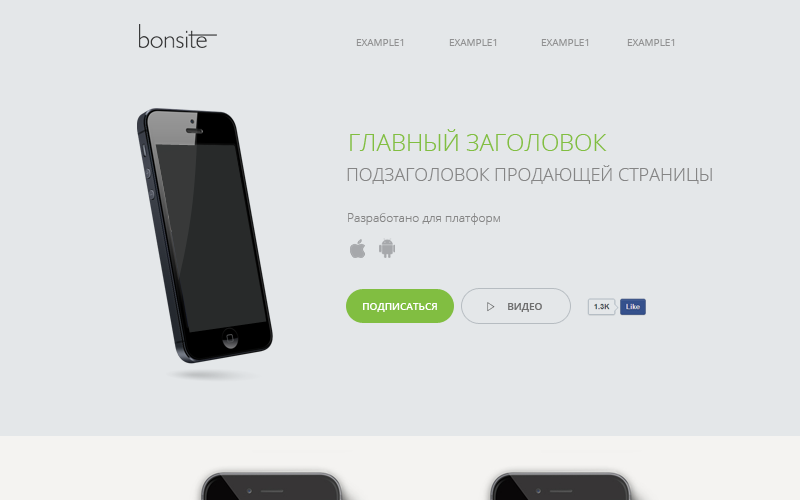 bonsite
EXAMPLE1 EXAMPLE1 EXAMPLE1 EXAMPLE1
ГЛАВНЫЙ ЗАГОЛОВОК
ПОДЗАГОЛОВОК ПРОДАЮЩЕЙ СТРАНИЦЫ
Разработано для платформ
ПОДПИСАТЬСЯ ВИДЕО 1.3K Like